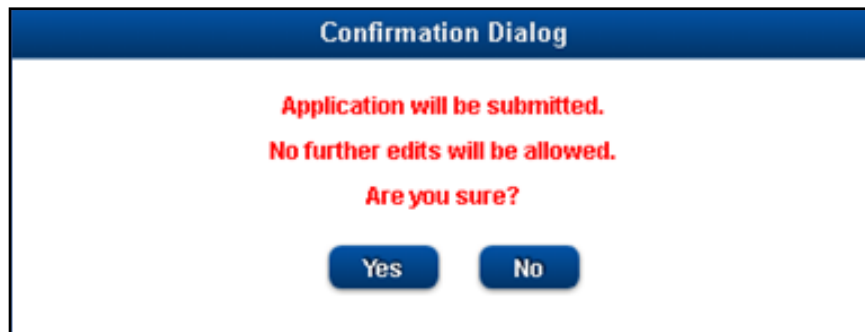 Confirmation Dialog
Application will be submitted.
No further edits will be allowed.
Are you sure?
Yes No